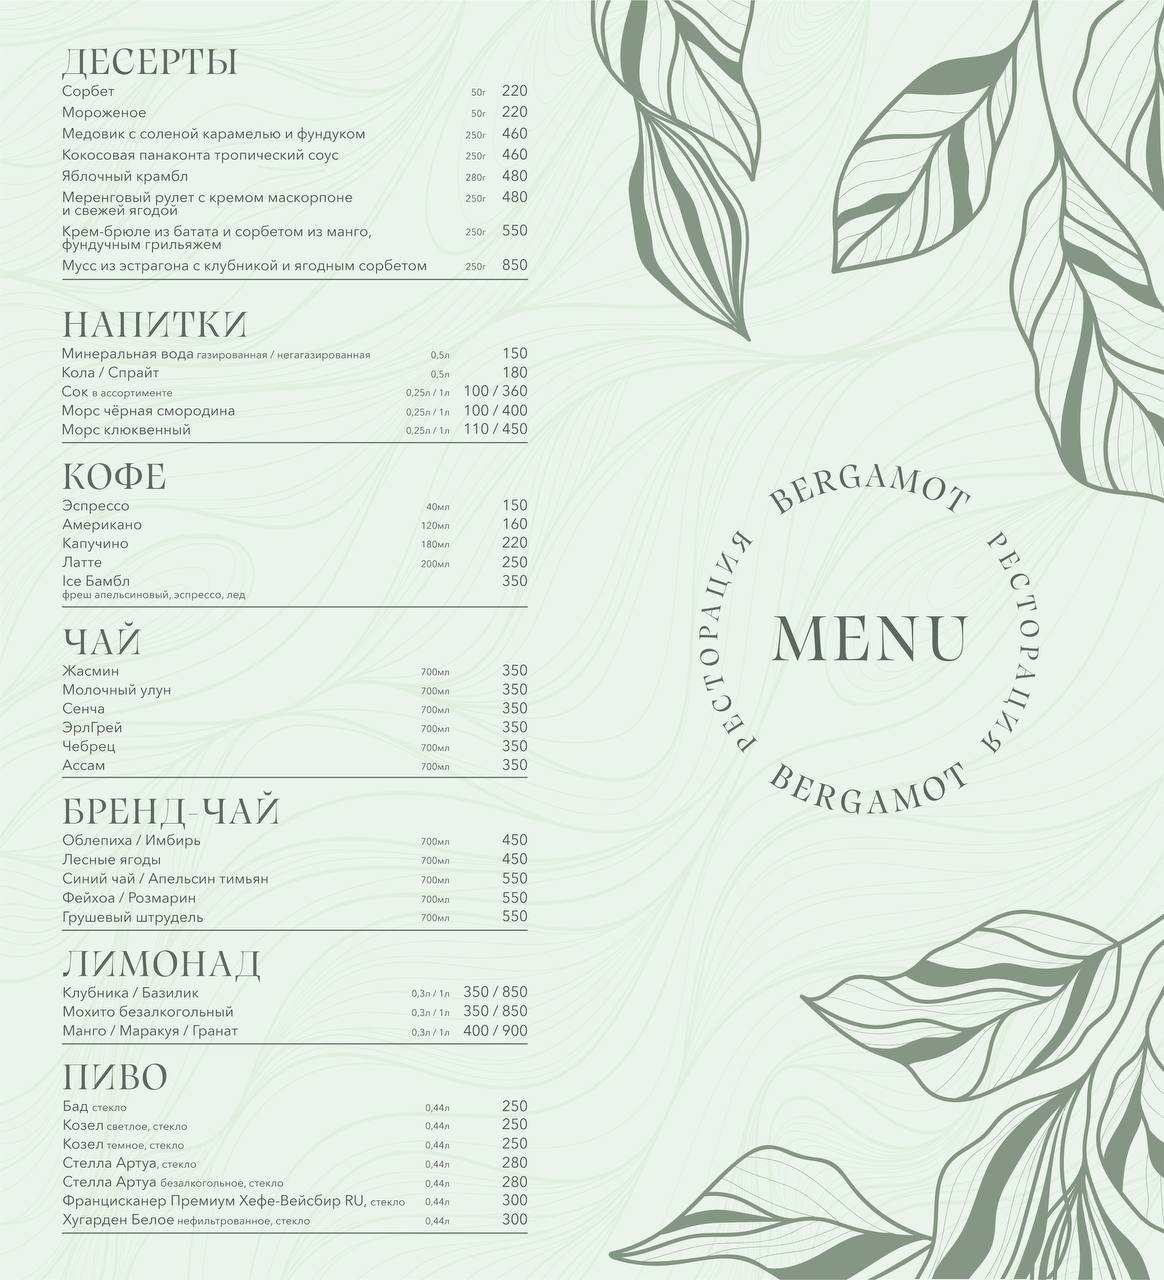 ДЕСЕРТЫ
Сорбет 50г 220
Мороженое 50г 220
Медовик с соленой карамелью и фундуком 250г 460
Кокосовая панаконта тропический соус 250г 460
Яблочный крамбл 280г 480
Меренговый рулет с кремом маскарпоне 250г 480
и свежей ягодой
Крем-брюле из батата и сорбетом из манго, 250г 550
фундучным грильяжем
Мусс из эстрагона с клубникой и ягодным сорбетом 250г 850
НАПИТКИ
Минеральная вода газированная / негагазированная 0,5л 150
Кола / Спрайт 0,5л 180
Сок в ассортименте 0,25л / 1л 100 / 360
Морс чёрная смородина 0,25л / 1л 100 / 400
Морс клюквенный 0,25л / 1л 110 / 450
КОФЕ
Эспрессо 40мл 150
Американо 120мл 160
Капучино 180мл 220
Латте 200мл 250
Ice Бамбл 350
фреш апельсиновый, эспрессо, лед
ЧАЙ
Жасмин 700мл 350
Молочный улун 700мл 350
Сенча 700мл 350
ЭрлГрей 700мл 350
Чебрец 700мл 350
Ассам 700мл 350
БРЕНД-ЧАЙ
Облепиха / Имбирь 700мл 450
Лесные ягоды 700мл 450
Синий чай / Апельсин тимьян 700мл 550
Фейхоа / Розмарин 700мл 550
Грушевый штрудель 700мл 550
ЛИМОНАД
Клубника / Базилик 0,3л / 1л 350 / 850
Мохито безалкогольный 0,3л / 1л 350 / 850
Манго / Маракуя / Гранат 0,3л / 1л 400 / 900
ПИВО
Бад стекло 0,44л 250
Козел светлое, стекло 0,44л 250
Козел темное, стекло 0,44л 250
Стелла Артуа, стекло 0,44л 280
Стелла Артуа безалкогольное, стекло 0,44л 280
Францисканер Премиум Хефе-Вейсбир RU, стекло 0,44л 300
Хугарден Белое нефильтрованное, стекло 0,44л 300
BERGAMOT
РЕСТОРАЦИЯ
MENU
РЕСТОРАЦИЯ
BERGAMOT